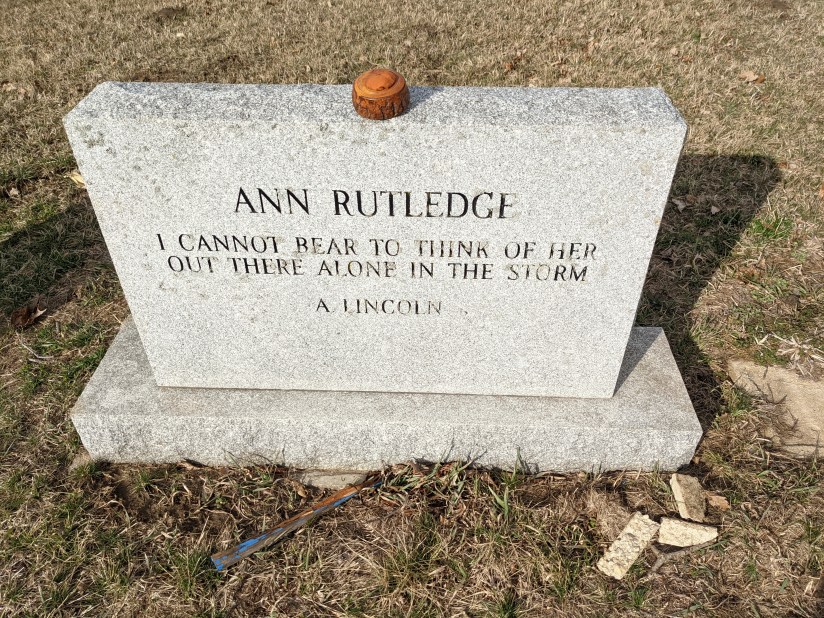 ANN RUTLEDGE
I CANNOT BEAR TO THINK OF HER
OUT THERE ALONE IN THE STORM
A. LINCOLN